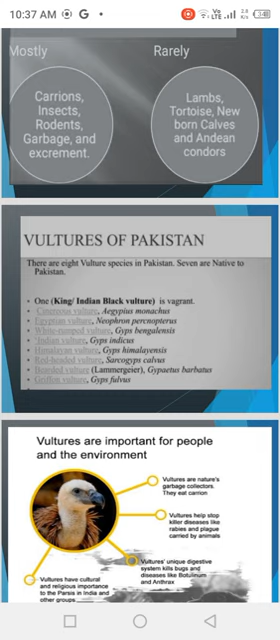 10:37 AM
G
Vo
LTE
2.8
K/s
34
Mostly
Rarely
Carrions,
Insects,
Rodents,
Garbage, and
excrement.
Lambs,
Tortoise, New
born Calves
and Andean
condors
VULTURES OF PAKISTAN
There are eight Vulture species in Pakistan. Seven are Native to
Pakistan.
• One (King/ Indian Black vulture) is vagrant.
• Cinereous vulture, Aegypius monachus
• Egyptian vulture, Neophron percnopterus
• White-rumped vulture, Gyps bengalensis
• Indian vulture, Gyps indicus
• Himalayan vulture, Gyps himalayensis
• Red-headed vulture, Sarcogyps calvus
• Bearded vulture (Lammergeier), Gypaetus barbatus
• Griffon vulture, Gyps fulvus
Vultures are important for people
and the environment
Vultures are nature's
garbage collectors.
They eat carrion
Vultures help stop
killer diseases like
rabies and plague
carried by animals
Vultures' unique digestive
system kills bugs and
diseases like Botulinum
and Anthrax
Vultures have cultural
and religious importance
to the Parsis in India and
other groups